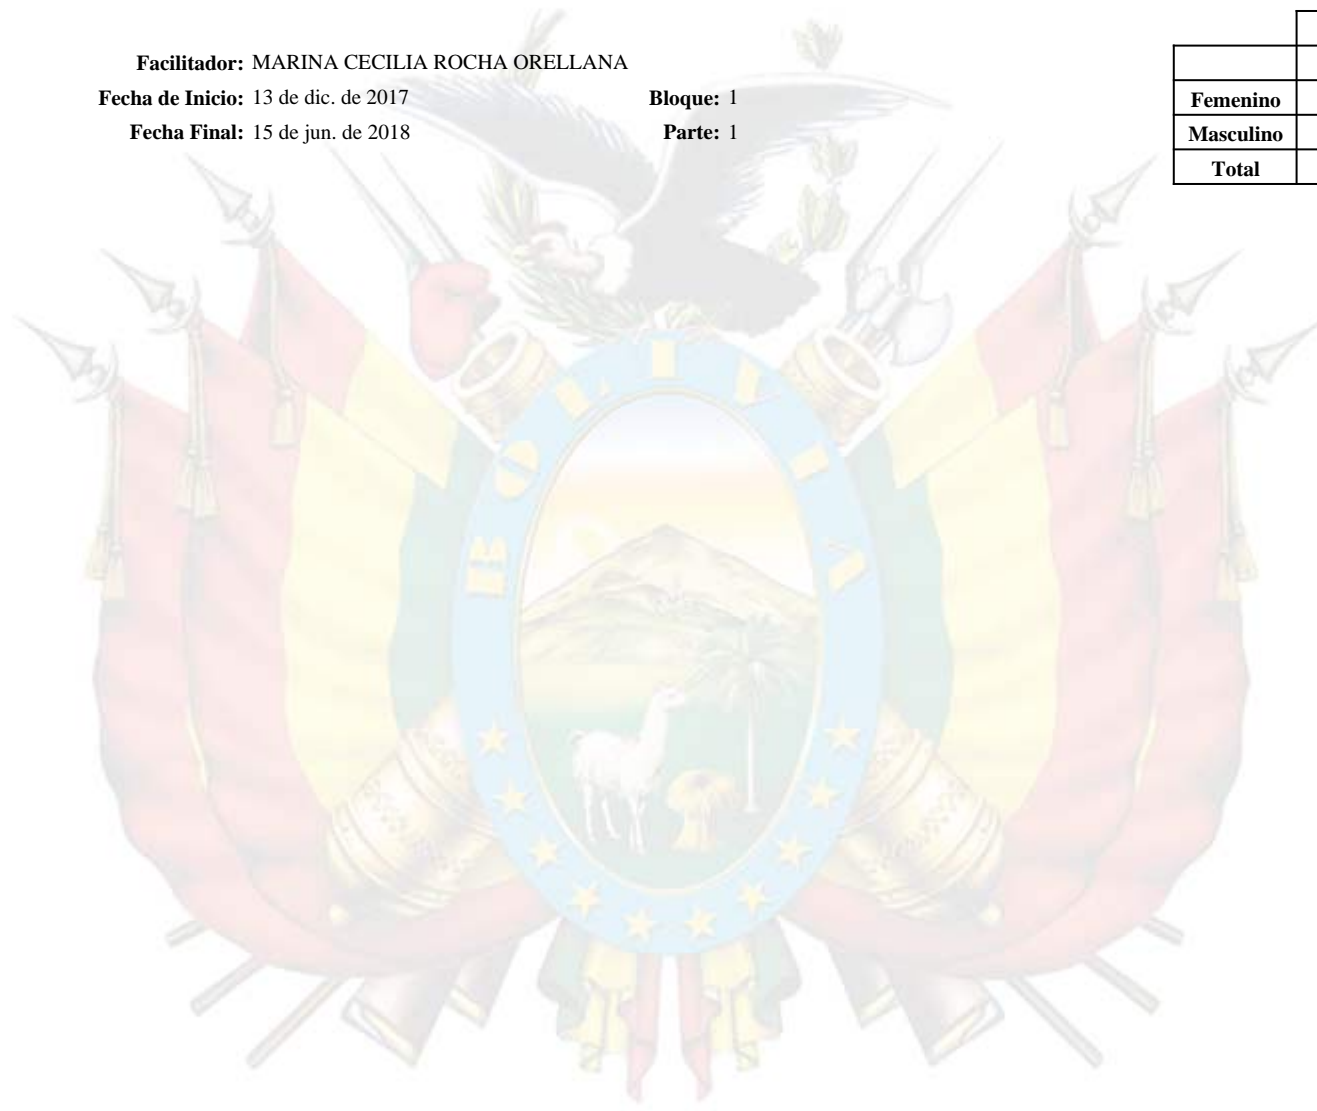 Facilitador: MARINA CECILIA ROCHA ORELLANA
Fecha de Inicio: 13 de dic. de 2017 Bloque: 1
Fecha Final: 15 de jun. de 2018 Parte: 1
Femenino
Masculino
Total
BOLIVIA